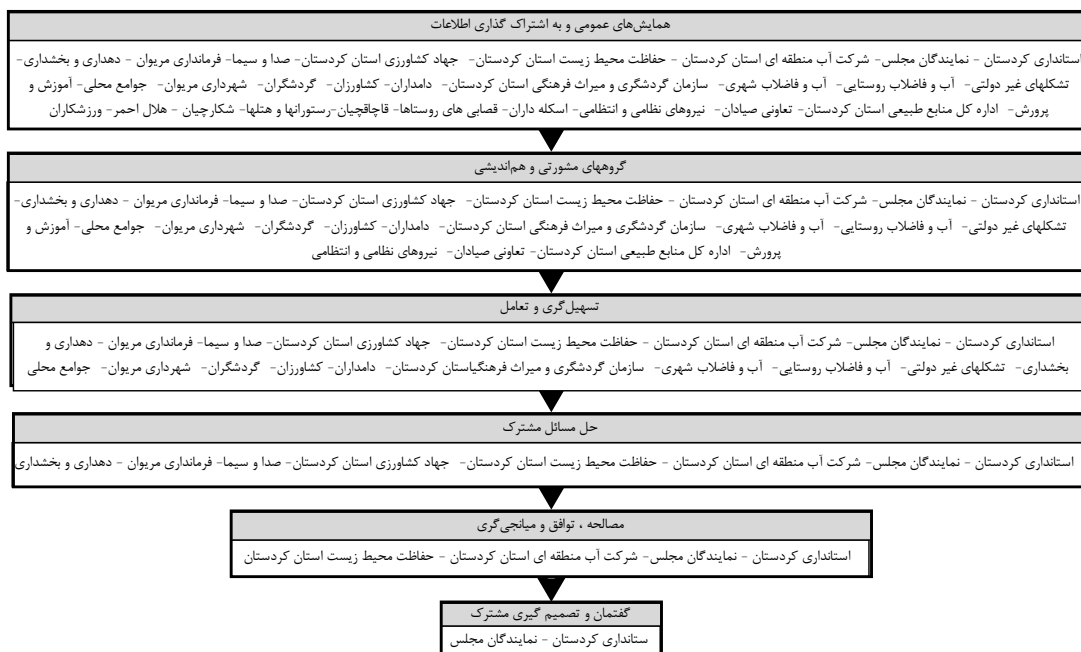 همایش‌های عمومی و به اشتراک گذاری اطلاعات
استانداری کردستان - نمایندگان مجلس- شرکت آب منطقه ای استان کردستان - حفاظت محیط زیست استان کردستان- جهاد کشاورزی استان کردستان- صدا و سیما- فرمانداری مریوان - دهداری و بخشداری-
تشکلهای غیر دولتی- آب و فاضلاب روستایی- آب و فاضلاب شهری- سازمان گردشگری و میراث فرهنگی استان کردستان- دامداران- کشاورزان- گردشگران- شهرداری مریوان- جوامع محلی- آموزش و
پرورش- اداره کل منابع طبیعی استان کردستان- تعاونی صیادان- نیروهای نظامی و انتظامی- اسکله داران- قصابی های روستاها- قاچاقچیان-رستورانها و هتلها- شکارچیان - هلال احمر- ورزشکاران
گروههای مشورتی و هم‌اندیشی
استانداری کردستان - نمایندگان مجلس- شرکت آب منطقه ای استان کردستان - حفاظت محیط زیست استان کردستان- جهاد کشاورزی استان کردستان- صدا و سیما- فرمانداری مریوان - دهداری و بخشداری-
تشکلهای غیر دولتی- آب و فاضلاب روستایی- آب و فاضلاب شهری- سازمان گردشگری و میراث فرهنگی استان کردستان- دامداران- کشاورزان- گردشگران- شهرداری مریوان- جوامع محلی- آموزش و
پرورش- اداره کل منابع طبیعی استان کردستان- تعاونی صیادان- نیروهای نظامی و انتظامی
تسهیل‌گری و تعامل
استانداری کردستان - نمایندگان مجلس- شرکت آب منطقه ای استان کردستان - حفاظت محیط زیست استان کردستان- جهاد کشاورزی استان کردستان- صدا و سیما- فرمانداری مریوان - دهداری و
بخشداری- تشکلهای غیر دولتی- آب و فاضلاب روستایی- آب و فاضلاب شهری- سازمان گردشگری و میراث فرهنگیاستان کردستان- دامداران- کشاورزان- گردشگران- شهرداری مریوان- جوامع محلی
حل مسائل مشترک
استانداری کردستان - نمایندگان مجلس- شرکت آب منطقه ای استان کردستان - حفاظت محیط زیست استان کردستان- جهاد کشاورزی استان کردستان- صدا و سیما- فرمانداری مریوان - دهداری و بخشداری
مصالحه ، توافق و میانجی‌گری
استانداری کردستان - نمایندگان مجلس- شرکت آب منطقه ای استان کردستان - حفاظت محیط زیست استان کردستان
گفتمان و تصمیم گیری مشترک
ستانداری کردستان - نمایندگان مجلس